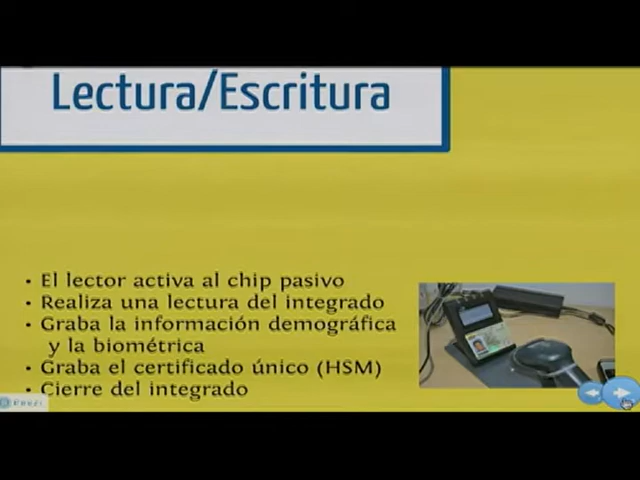 Lectura/Escritura
• El lector activa al chip pasivo
• Realiza una lectura del integrado
• Graba la información demográfica
y la biométrica
• Graba el certificado único (HSM)
• Cierre del integrado
Prezi